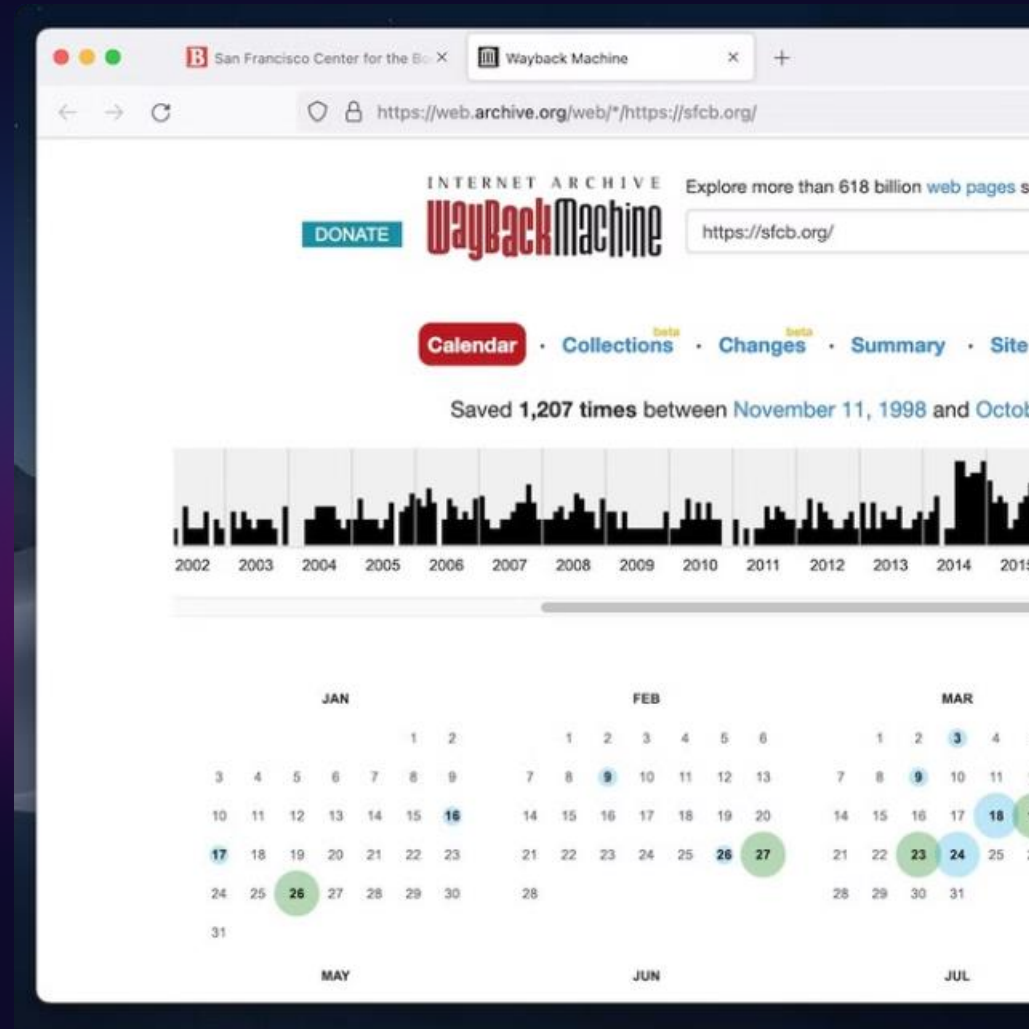 San Francisco Center for the Bo
Wayback Machine
https://web.archive.org/web/*/https://sfcb.org/
INTERNET ARCHIVE
WayBackMachine
DONATE
Explore more than 618 billion web pages s
https://sfcb.org/
Calendar · Collections beta · Changes beta · Summary · Site
Saved 1,207 times between November 11, 1998 and Octob
2002 2003 2004 2005 2006 2007 2008 2009 2010 2011 2012 2013 2014 2015
JAN FEB MAR
1 2 1 2 3 4 5 6 1 2 3 4
3 4 5 6 7 8 9 7 8 9 10 11 12 13 7 8 9 10 11
10 11 12 13 14 15 16 14 15 16 17 18 19 20 14 15 16 17 18
17 18 19 20 21 22 23 21 22 23 24 25 26 27 21 22 23 24 25
24 25 26 27 28 29 30 28 28 29 30 31
31
MAY JUN JUL